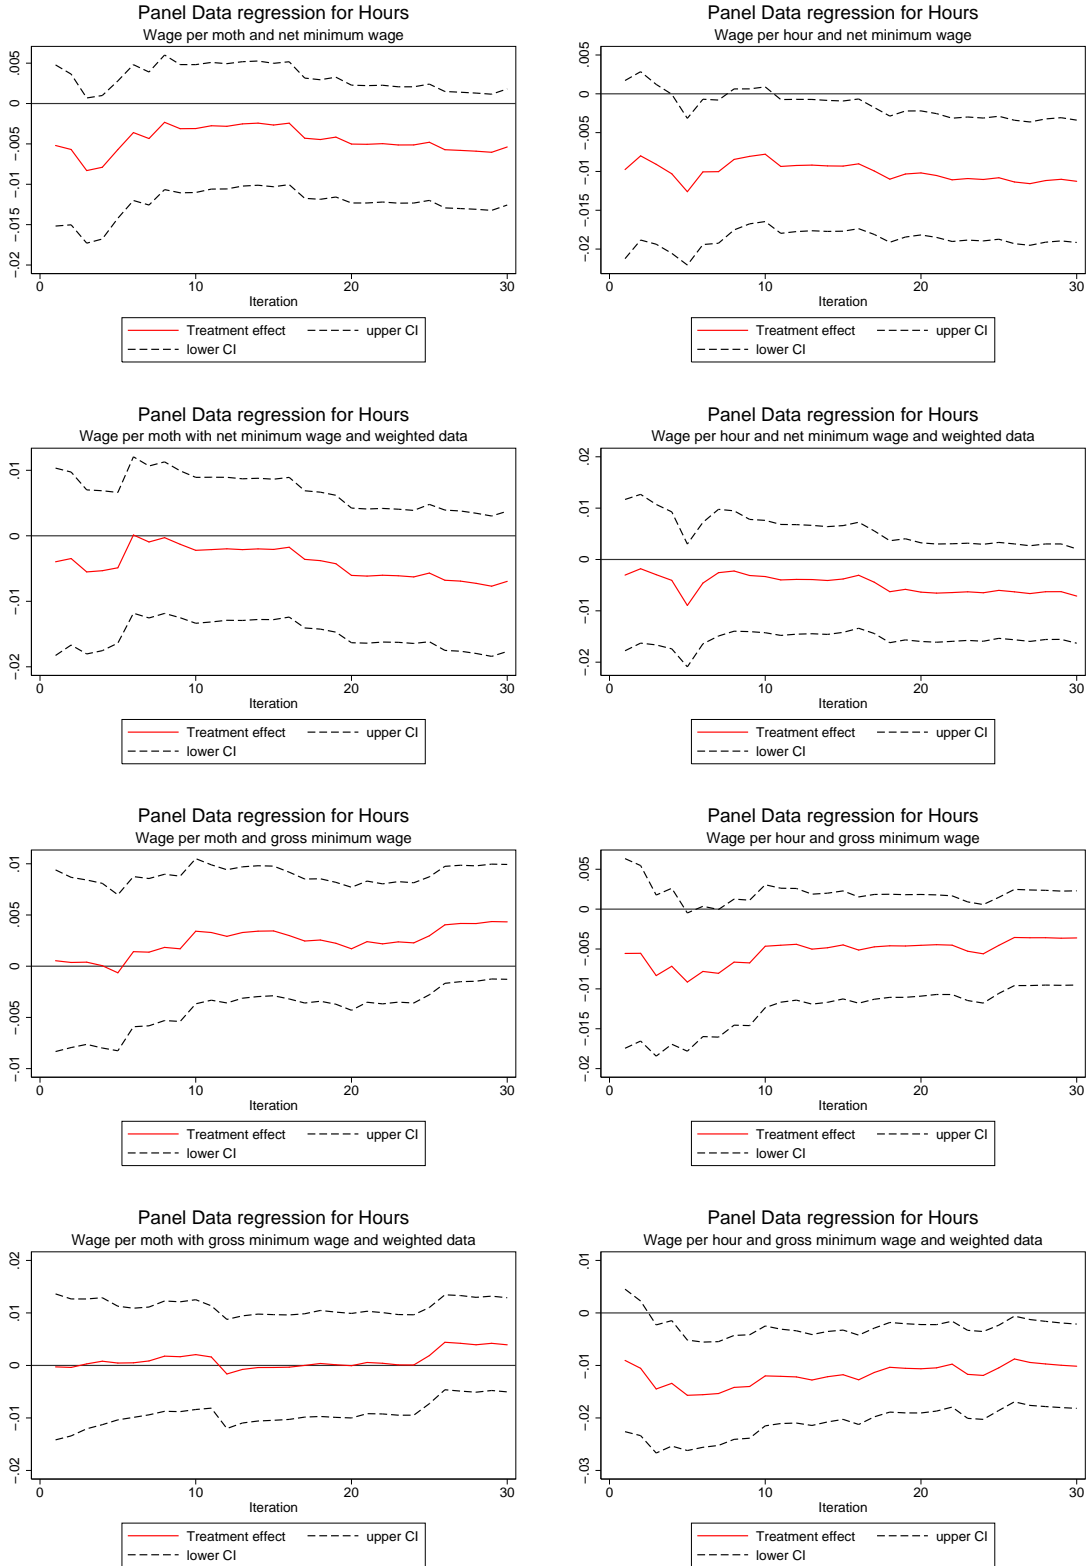 Panel Data regression for Hours
Wage per moth and net minimum wage
.005
0
-.005
-.01
-.015
-.02
0 10 20 30
Iteration
Treatment effect upper CI
lower CI
Panel Data regression for Hours
Wage per hour and net minimum wage
.005
0
-.005
-.01
-.015
-.02
0 10 20 30
Iteration
Treatment effect upper CI
lower CI
Panel Data regression for Hours
Wage per moth with net minimum wage and weighted data
.01
0
-.01
-.02
0 10 20 30
Iteration
Treatment effect upper CI
lower CI
Panel Data regression for Hours
Wage per hour and net minimum wage and weighted data
.02
.01
0
-.01
-.02
0 10 20 30
Iteration
Treatment effect upper CI
lower CI
Panel Data regression for Hours
Wage per moth and gross minimum wage
.01
.005
0
-.005
-.01
0 10 20 30
Iteration
Treatment effect upper CI
lower CI
Panel Data regression for Hours
Wage per hour and gross minimum wage
.005
0
-.005
-.01
-.015
-.02
0 10 20 30
Iteration
Treatment effect upper CI
lower CI
Panel Data regression for Hours
Wage per moth with gross minimum wage and weighted data
.02
.01
0
-.01
-.02
0 10 20 30
Iteration
Treatment effect upper CI
lower CI
Panel Data regression for Hours
Wage per hour and gross minimum wage and weighted data
.01
0
-.01
-.02
-.03
0 10 20 30
Iteration
Treatment effect upper CI
lower CI